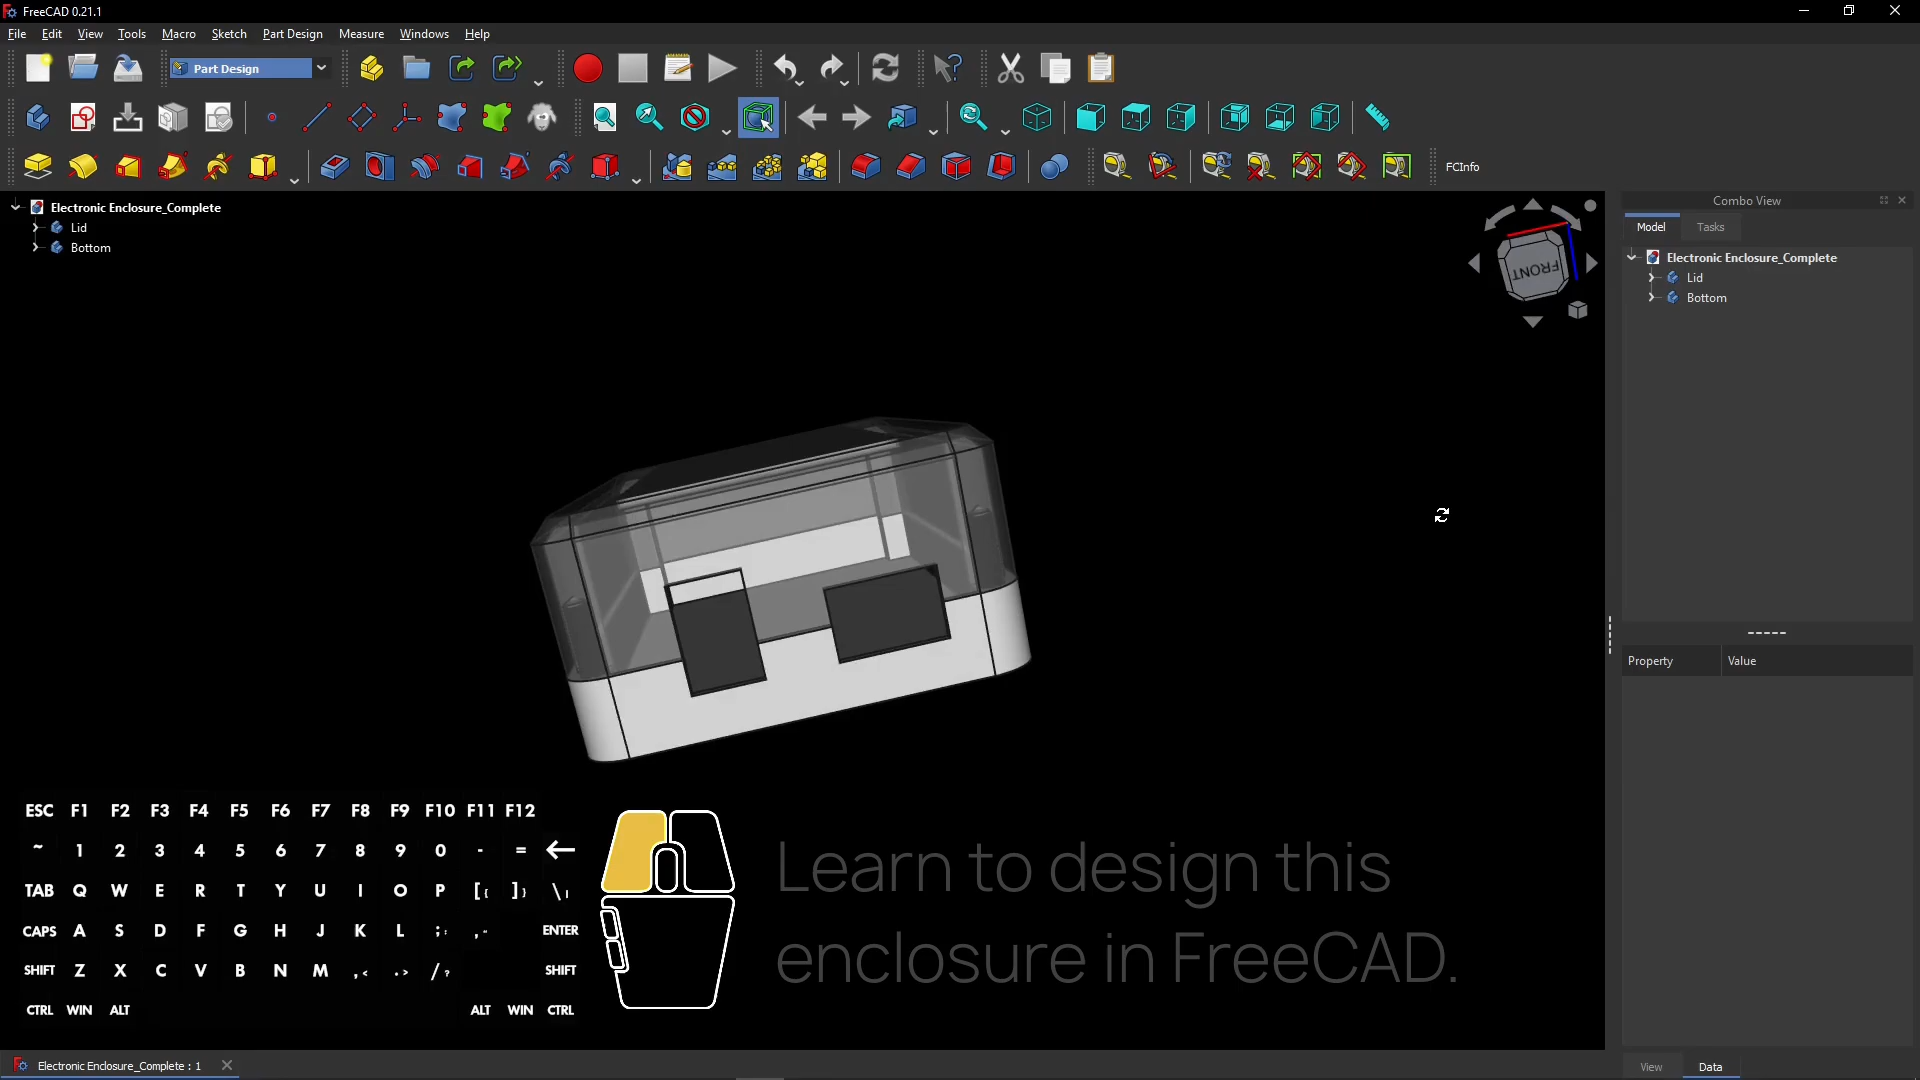 FreeCAD 0.21.1
File Edit View Tools Macro Sketch Part Design Measure Windows Help
Part Design
FCInfo
Electronic Enclosure_Complete
Lid
Bottom
FRONT
Combo View
Model Tasks
Electronic Enclosure_Complete
Lid
Bottom
Property Value
ESC F1 F2 F3 F4 F5 F6 F7 F8 F9 F10 F11 F12
~ 1 2 3 4 5 6 7 8 9 0 - =
TAB Q W E R T Y U I O P [{ ]} \|
CAPS A S D F G H J K L ;: ENTER
SHIFT Z X C V B N M ,< .> /? SHIFT
CTRL WIN ALT ALT WIN CTRL
Learn to design this
enclosure in FreeCAD.
Electronic Enclosure_Complete : 1
View Data